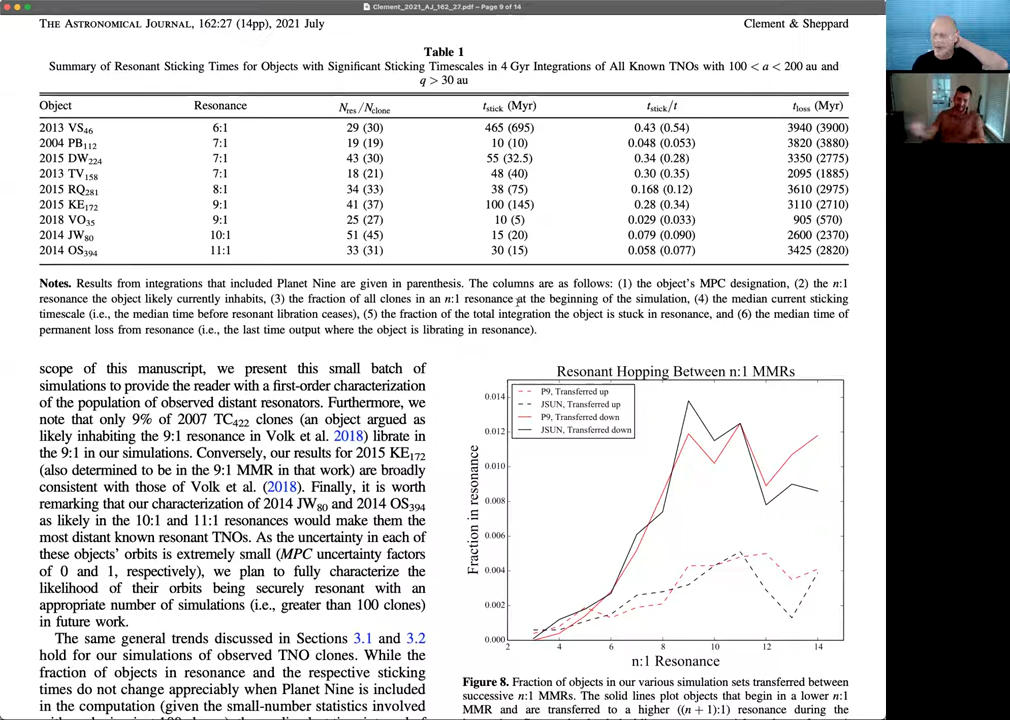 Clement_2021_AJ_162_27.pdf – Page 9 of 14
THE ASTRONOMICAL JOURNAL, 162:27 (14pp), 2021 July
Clement & Sheppard
Table 1
Summary of Resonant Sticking Times for Objects with Significant Sticking Timescales in 4 Gyr Integrations of All Known TNOs with 100 < a < 200 au and
q > 30 au
Object Resonance Nres/Nclone tstick (Myr) tstick/t tloss (Myr)
2013 VS46 6:1 29 (30) 465 (695) 0.43 (0.54) 3940 (3900)
2004 PB112 7:1 19 (19) 10 (10) 0.048 (0.053) 3820 (3880)
2015 DW224 7:1 43 (30) 55 (32.5) 0.34 (0.28) 3350 (2775)
2013 TV158 7:1 18 (21) 48 (40) 0.30 (0.35) 2095 (1885)
2015 RQ281 8:1 34 (33) 38 (75) 0.168 (0.12) 3610 (2975)
2015 KE172 9:1 41 (37) 100 (145) 0.28 (0.34) 3110 (2710)
2018 VO35 9:1 25 (27) 10 (5) 0.029 (0.033) 905 (570)
2014 JW80 10:1 51 (45) 15 (20) 0.079 (0.090) 2600 (2370)
2014 OS394 11:1 33 (31) 30 (15) 0.058 (0.077) 3425 (2820)
Notes. Results from integrations that included Planet Nine are given in parenthesis. The columns are as follows: (1) the object's MPC designation, (2) the n:1
resonance the object likely currently inhabits, (3) the fraction of all clones in an n:1 resonance at the beginning of the simulation, (4) the median current sticking
timescale (i.e., the median time before resonant libration ceases), (5) the fraction of the total integration the object is stuck in resonance, and (6) the median time of
permanent loss from resonance (i.e., the last time output where the object is librating in resonance).
scope of this manuscript, we present this small batch of
simulations to provide the reader with a first-order characterization
of the population of observed distant resonators. Furthermore, we
note that only 9% of 2007 TC422 clones (an object argued as
likely inhabiting the 9:1 resonance in Volk et al. 2018) librate in
the 9:1 in our simulations. Conversely, our results for 2015 KE172
(also determined to be in the 9:1 MMR in that work) are broadly
consistent with those of Volk et al. (2018). Finally, it is worth
remarking that our characterization of 2014 JW80 and 2014 OS394
as likely in the 10:1 and 11:1 resonances would make them the
most distant known resonant TNOs. As the uncertainty in each of
these objects' orbits is extremely small (MPC uncertainty factors
of 0 and 1, respectively), we plan to fully characterize the
likelihood of their orbits being securely resonant with an
appropriate number of simulations (i.e., greater than 100 clones)
in future work.
The same general trends discussed in Sections 3.1 and 3.2
hold for our simulations of observed TNO clones. While the
fraction of objects in resonance and the respective sticking
times do not change appreciably when Planet Nine is included
in the computation (given the small-number statistics involved
Resonant Hopping Between n:1 MMRs
P9, Transferred up
JSUN, Transferred up
P9, Transferred down
JSUN, Transferred down
Fraction in resonance
0.014
0.012
0.010
0.008
0.006
0.004
0.002
0.000
2 4 6 8 10 12 14
n:1 Resonance
Figure 8. Fraction of objects in our various simulation sets transferred between
successive n:1 MMRs. The solid lines plot objects that begin in a lower n:1
MMR and are transferred to a higher ((n + 1):1) resonance during the